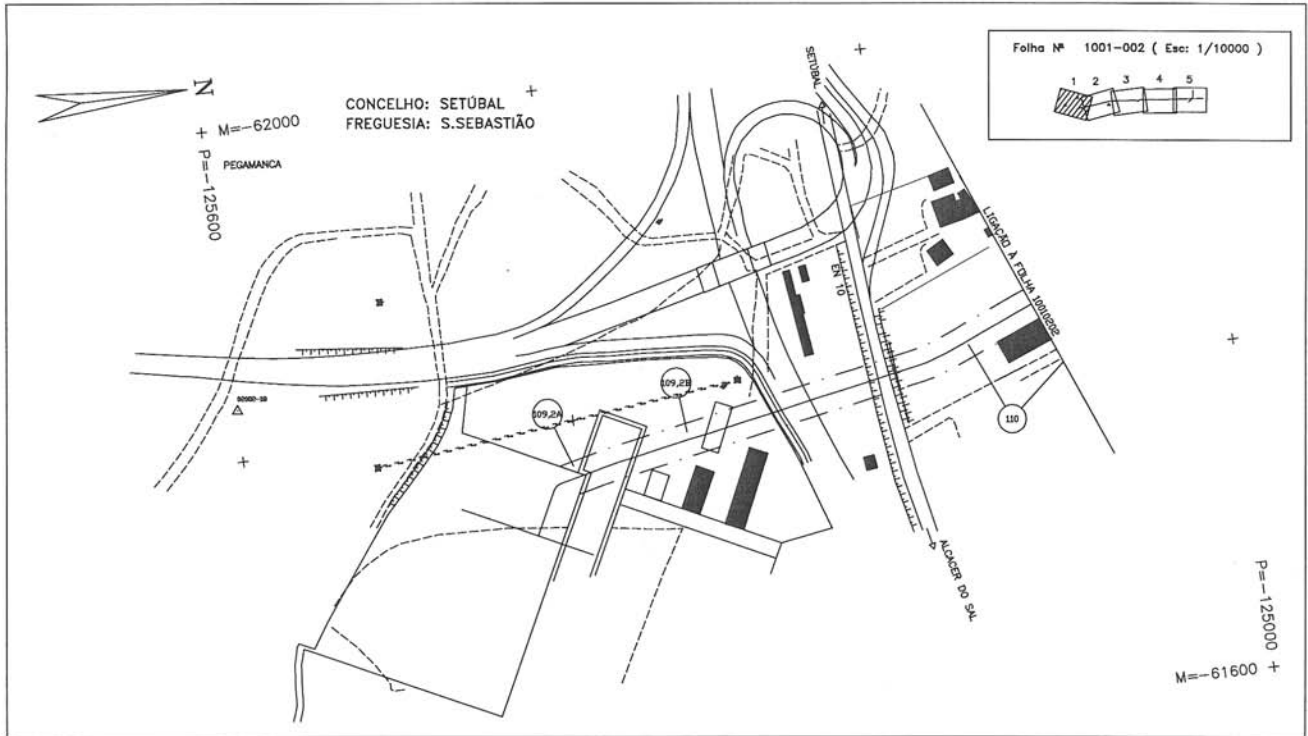 Folha Nº 1001-002 ( Esc: 1/10000 )
1 2 3 4 5
N
CONCELHO: SETÚBAL
FREGUESIA: S.SEBASTIÃO
M=-62000
P=-125600
PEGAMANCA
SETÚBAL
LIGAÇÃO À FOLHA 10010202
EN 10
109,2A
109,2B
110
ALCACER DO SAL
P=-125000
M=-61600